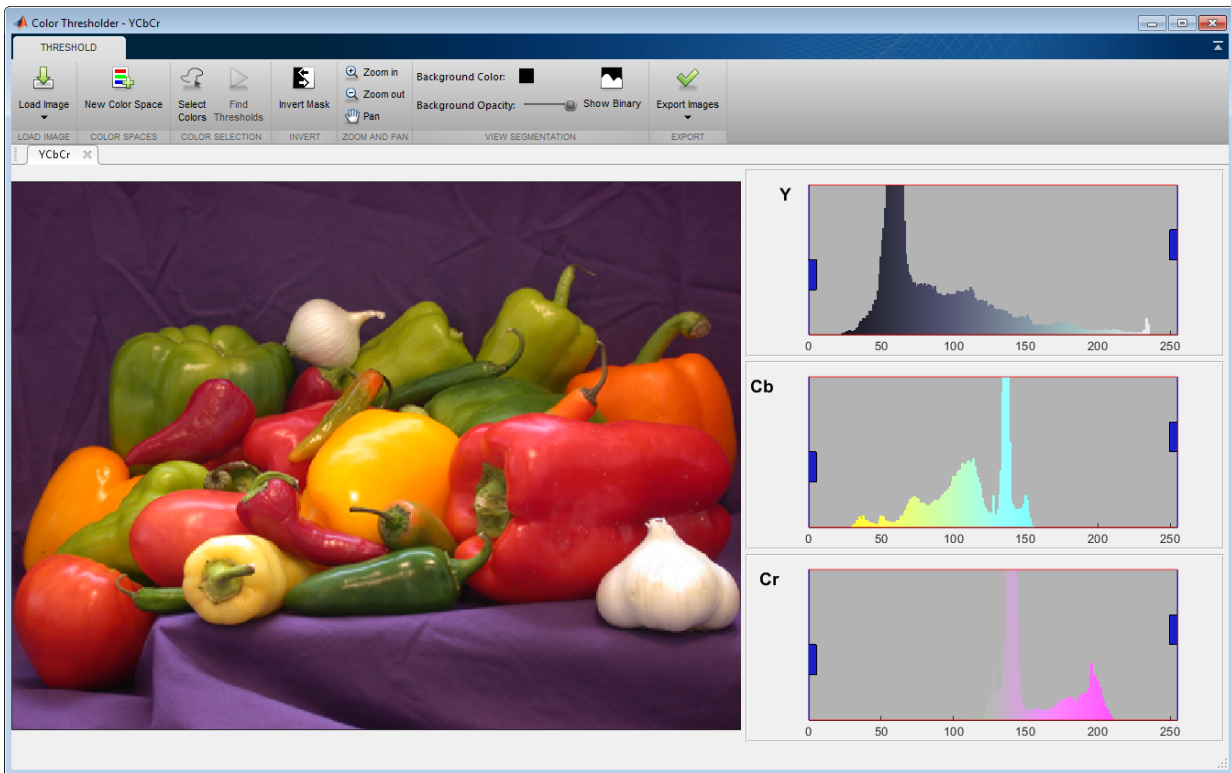 Color Thresholder - YCbCr
THRESHOLD
Load Image
New Color Space
Select Colors
Find Thresholds
Invert Mask
Zoom in
Zoom out
Pan
Background Color:
Background Opacity:
Show Binary
Export Images
LOAD IMAGE
COLOR SPACES
COLOR SELECTION
INVERT
ZOOM AND PAN
VIEW SEGMENTATION
EXPORT
YCbCr
Y
0 50 100 150 200 250
Cb
0 50 100 150 200 250
Cr
0 50 100 150 200 250